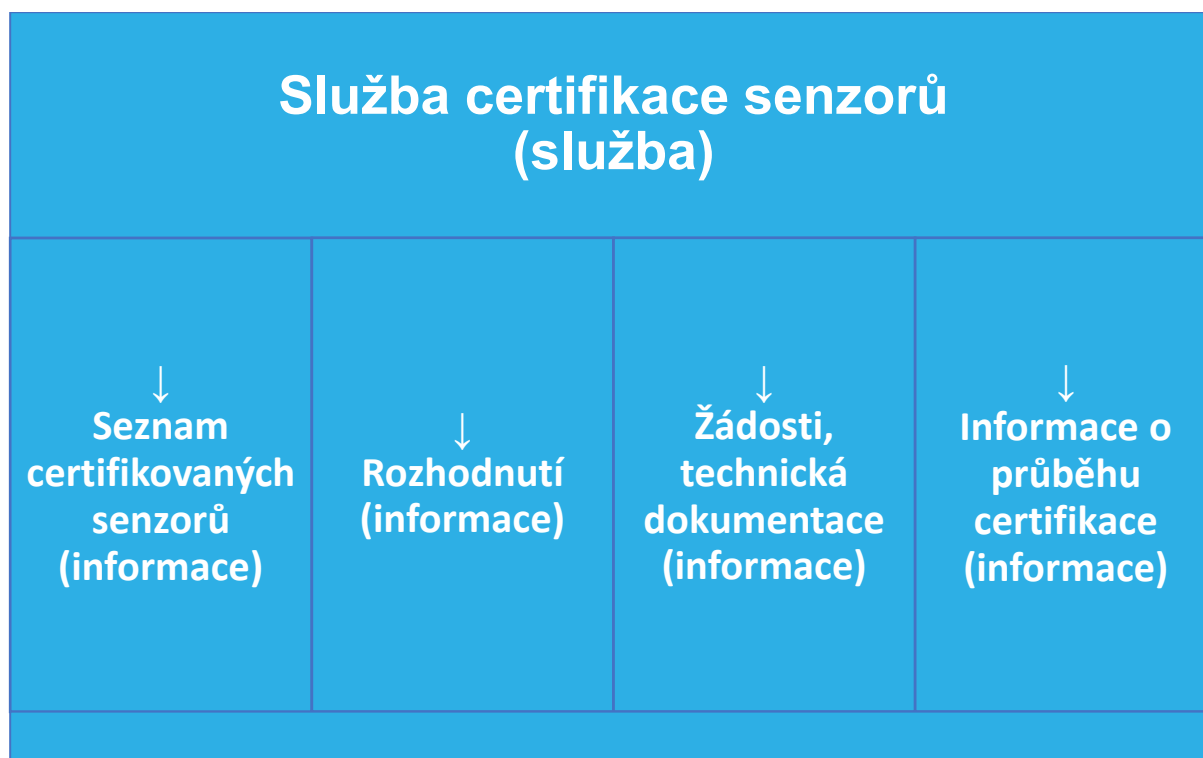 Služba certifikace senzorů
(služba)
↓
Seznam
certifikovaných
senzorů
(informace)
↓
Rozhodnutí
(informace)
↓
Žádosti,
technická
dokumentace
(informace)
↓
Informace o
průběhu
certifikace
(informace)